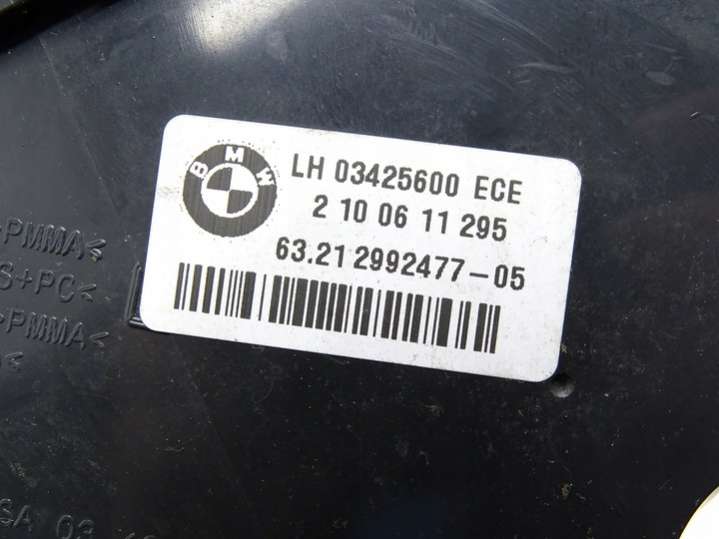 BMW
LH 03425600 ECE
2 10 06 11 295
63.21 2992477-05
+PMMA<
S+PC<
+PMMA<